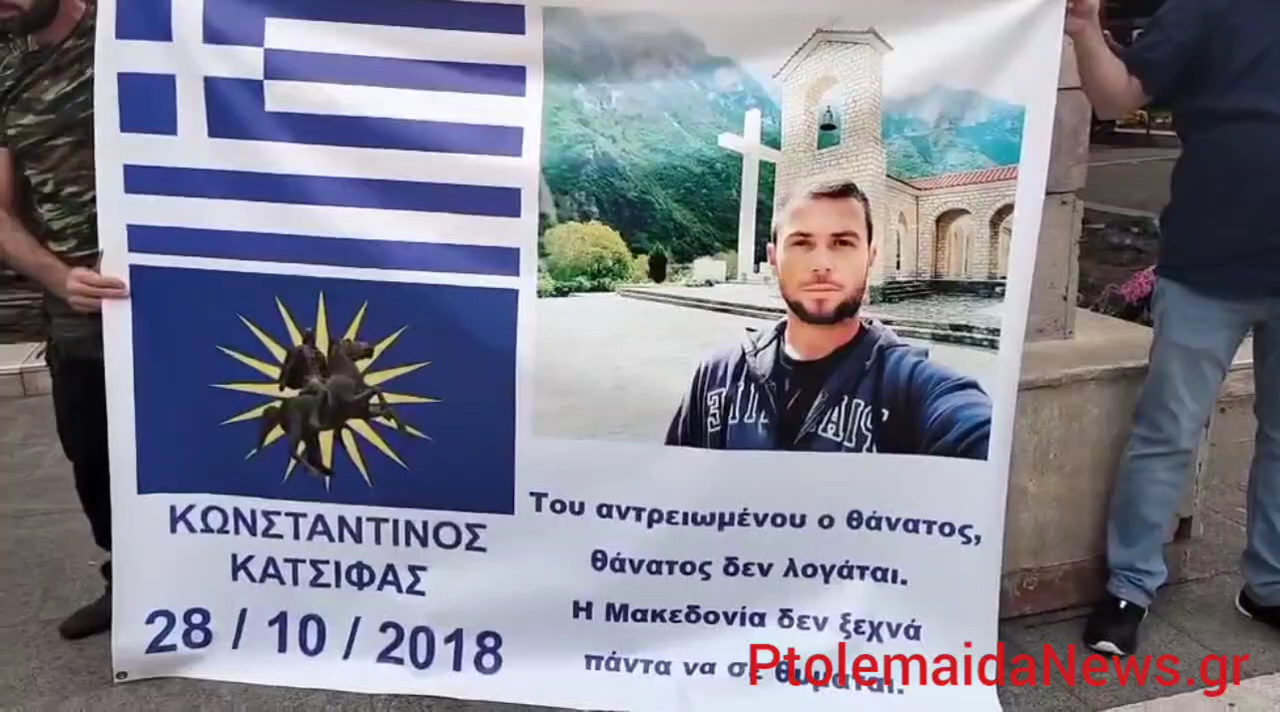 ΚΩΝΣΤΑΝΤΙΝΟΣ
ΚΑΤΣΙΦΑΣ
28 / 10 / 2018
Του αντρειωμένου ο θάνατος,
θάνατος δεν λογάται.
Η Μακεδονία δεν ξεχνά
πάντα να σε θυμάται.
PtolemaidaNews.gr